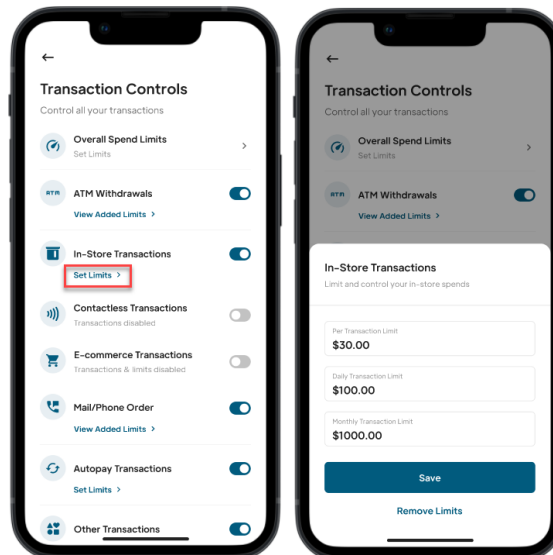 Transaction Controls
Control all your transactions
Overall Spend Limits
Set Limits
ATM
ATM Withdrawals
View Added Limits >
In-Store Transactions
Set Limits >
Contactless Transactions
Transactions disabled
E-commerce Transactions
Transactions & limits disabled
Mail/Phone Order
View Added Limits >
Autopay Transactions
Set Limits >
Other Transactions
Transaction Controls
Control all your transactions
Overall Spend Limits
Set Limits
ATM
ATM Withdrawals
View Added Limits >
In-Store Transactions
Limit and control your in-store spends
Per Transaction Limit
$30.00
Daily Transaction Limit
$100.00
Monthly Transaction Limit
$1000.00
Save
Remove Limits